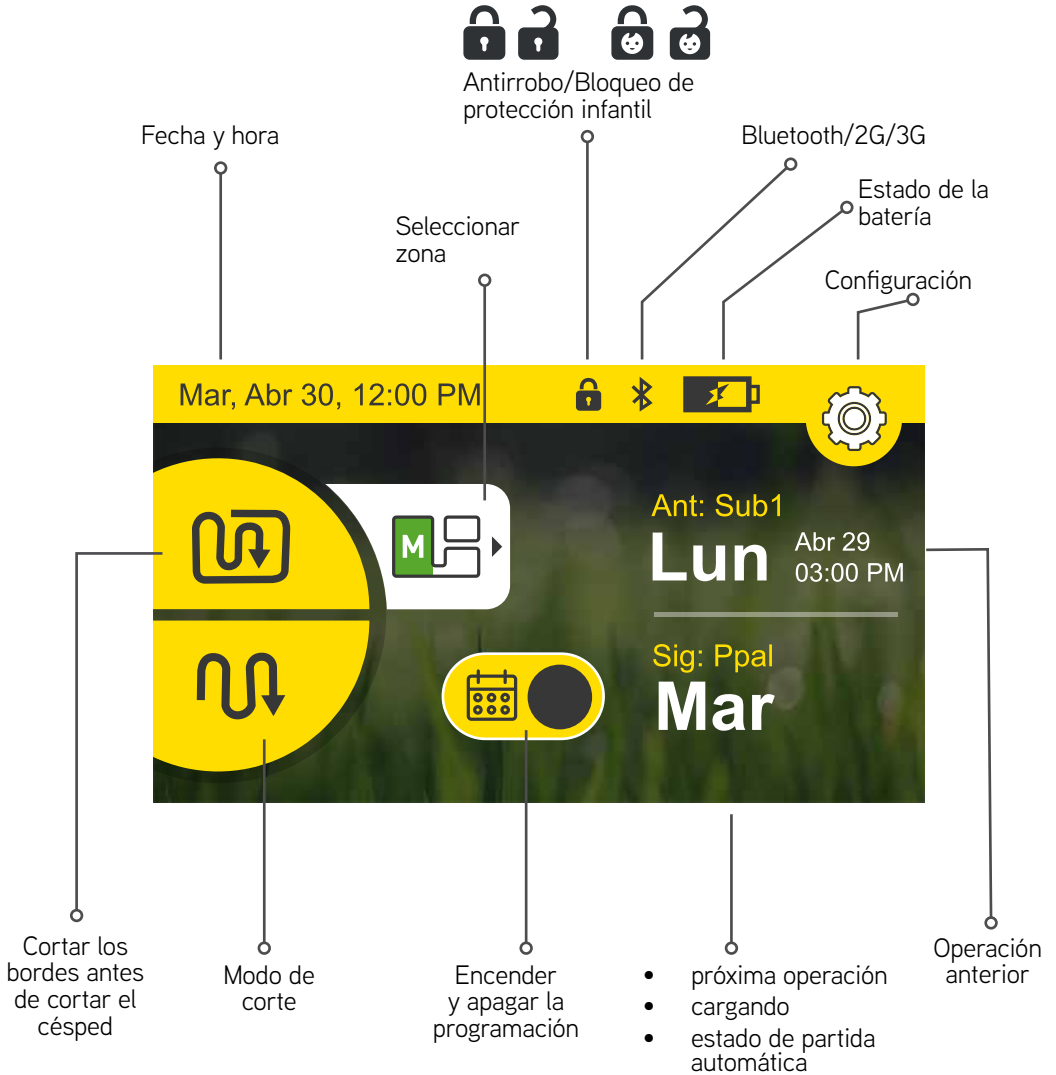 Antirrobo/Bloqueo de
protección infantil
Fecha y hora
Bluetooth/2G/3G
Estado de la
batería
Seleccionar
zona
Configuración
Mar, Abr 30, 12:00 PM
M
Ant: Sub1
Lun
Abr 29
03:00 PM
Sig: Ppal
Mar
Cortar los
bordes antes
de cortar el
césped
Modo de
corte
Encender
y apagar la
programación
• próxima operación
• cargando
• estado de partida
automática
Operación
anterior